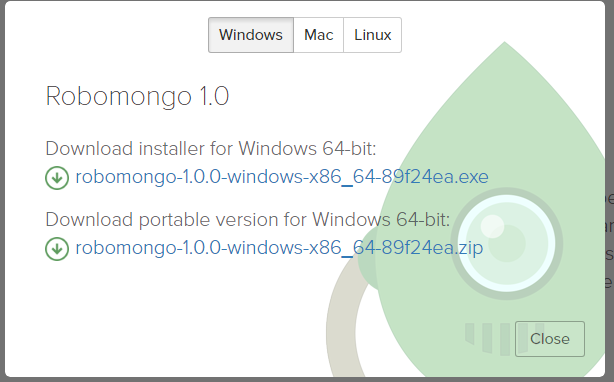 Windows Mac Linux
Robomongo 1.0
Download installer for Windows 64-bit:
robomongo-1.0.0-windows-x86_64-89f24ea.exe
Download portable version for Windows 64-bit:
robomongo-1.0.0-windows-x86_64-89f24ea.zip
Close